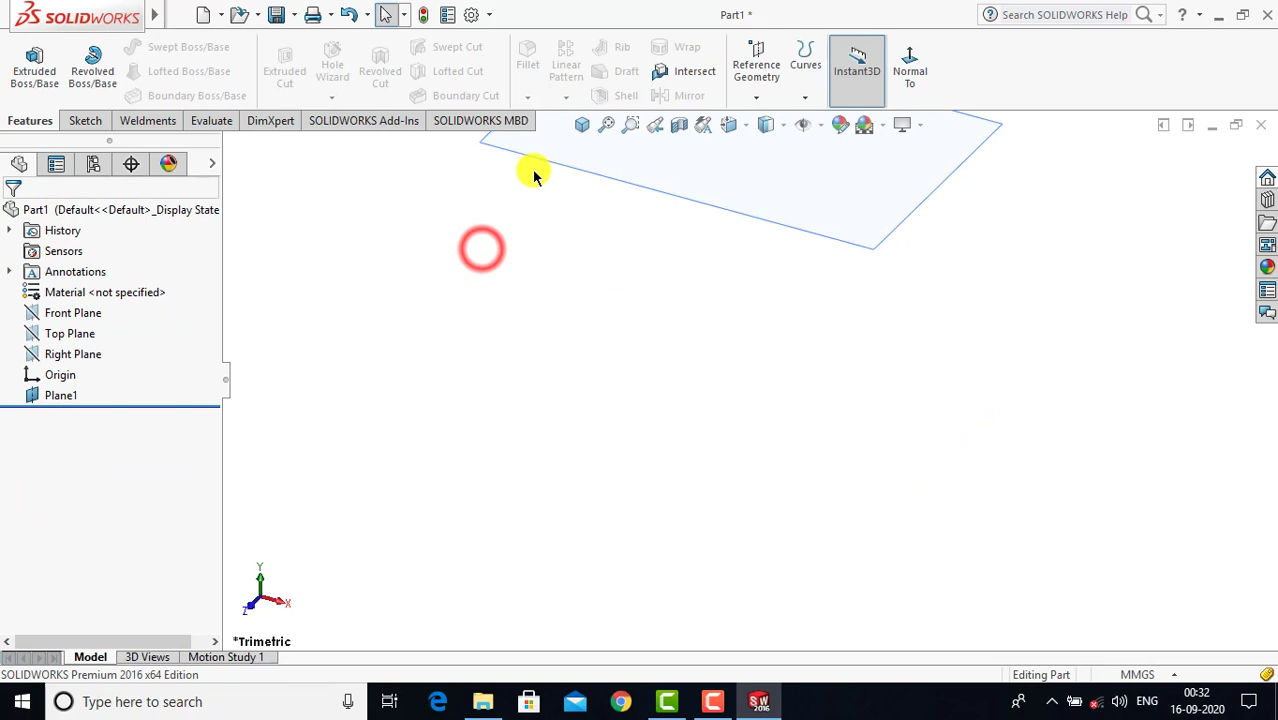 SOLIDWORKS
Part1 *
Search SOLIDWORKS Help
Extruded Boss/Base
Revolved Boss/Base
Swept Boss/Base
Lofted Boss/Base
Boundary Boss/Base
Extruded Cut
Hole Wizard
Revolved Cut
Swept Cut
Lofted Cut
Boundary Cut
Fillet
Linear Pattern
Rib
Draft
Shell
Wrap
Intersect
Mirror
Reference Geometry
Curves
Instant3D
Normal To
Features Sketch Weldments Evaluate DimXpert SOLIDWORKS Add-Ins SOLIDWORKS MBD
Part1 (Default<<Default>_Display State
History
Sensors
Annotations
Material <not specified>
Front Plane
Top Plane
Right Plane
Origin
Plane1
Y
X
Z
*Trimetric
Model 3D Views Motion Study 1
SOLIDWORKS Premium 2016 x64 Edition Editing Part MMGS
Type here to search
SW
2016
ENG
00:32
16-09-2020